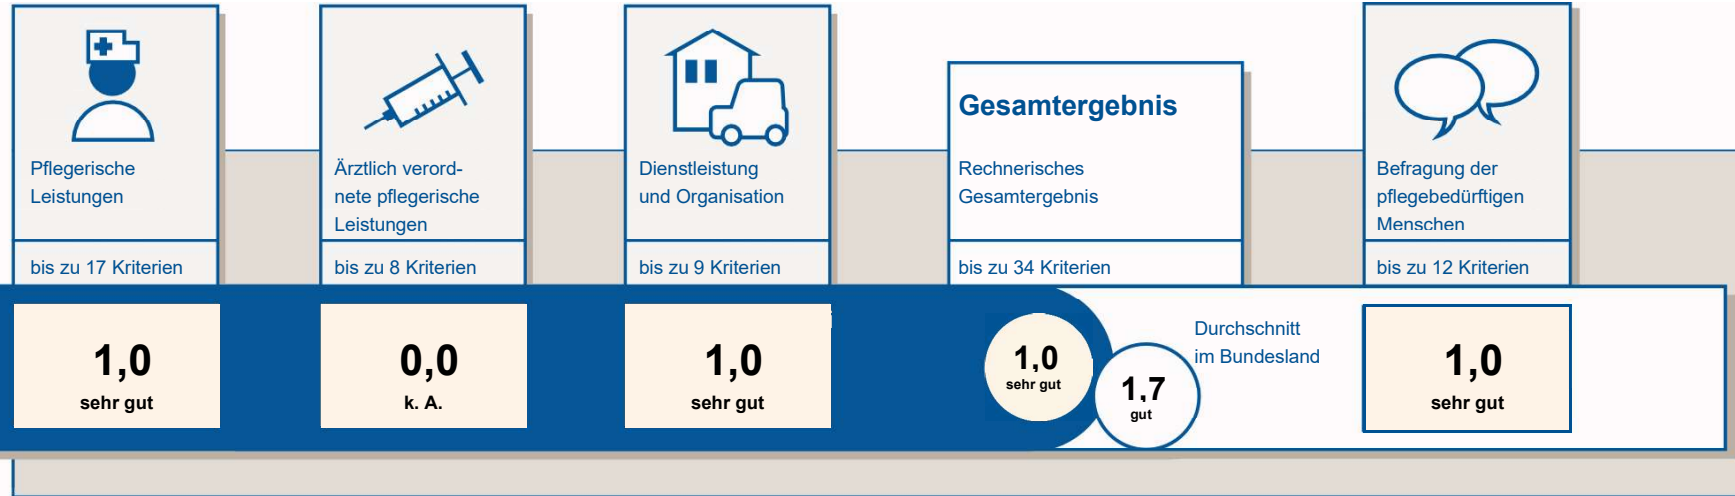 Pflegerische
Leistungen
bis zu 17 Kriterien
1,0
sehr gut
Ärztlich verord-
nete pflegerische
Leistungen
bis zu 8 Kriterien
0,0
k. A.
Dienstleistung
und Organisation
bis zu 9 Kriterien
1,0
sehr gut
Gesamtergebnis
Rechnerisches
Gesamtergebnis
bis zu 34 Kriterien
1,0
sehr gut
1,7
gut
Durchschnitt
im Bundesland
Befragung der
pflegebedürftigen
Menschen
bis zu 12 Kriterien
1,0
sehr gut